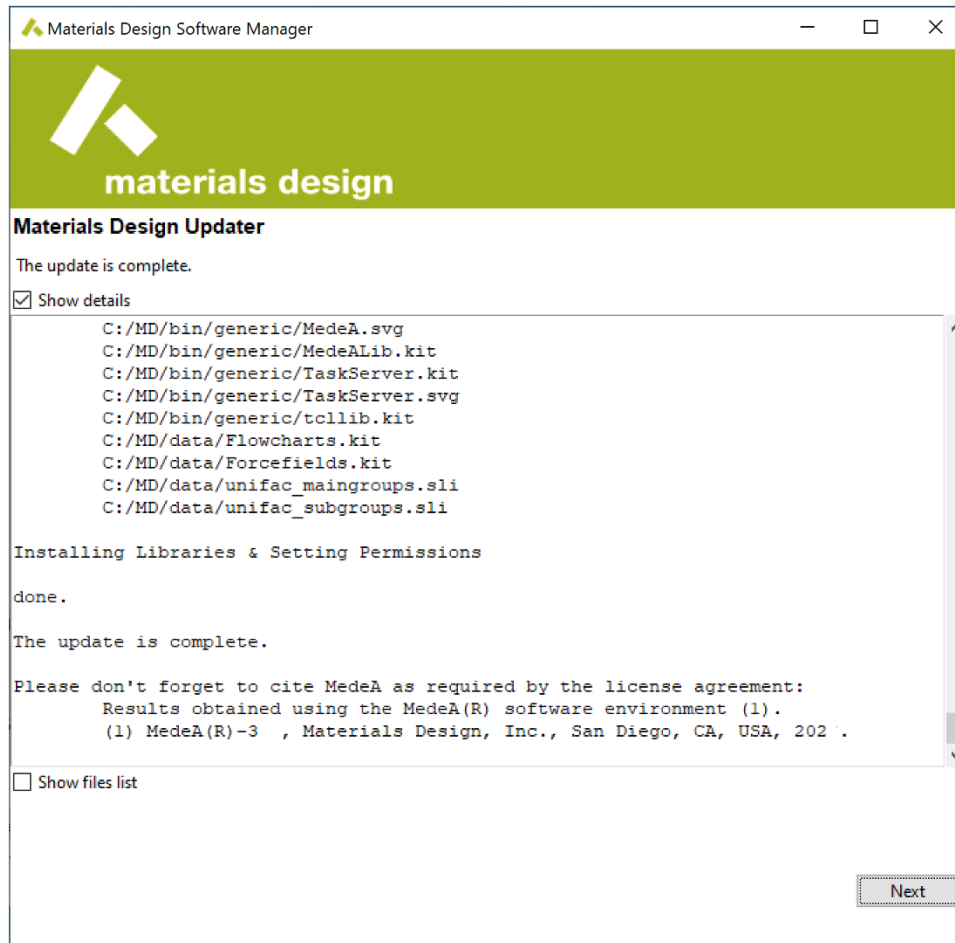 Materials Design Software Manager
materials design
Materials Design Updater
The update is complete.
Show details
C:/MD/bin/generic/MedeA.svg
C:/MD/bin/generic/MedeALib.kit
C:/MD/bin/generic/TaskServer.kit
C:/MD/bin/generic/TaskServer.svg
C:/MD/bin/generic/tcllib.kit
C:/MD/data/Flowcharts.kit
C:/MD/data/Forcefields.kit
C:/MD/data/unifac_maingroups.sli
C:/MD/data/unifac_subgroups.sli
Installing Libraries & Setting Permissions
done.
The update is complete.
Please don't forget to cite MedeA as required by the license agreement:
Results obtained using the MedeA(R) software environment (1).
(1) MedeA(R)-3 , Materials Design, Inc., San Diego, CA, USA, 202 .
Show files list
Next